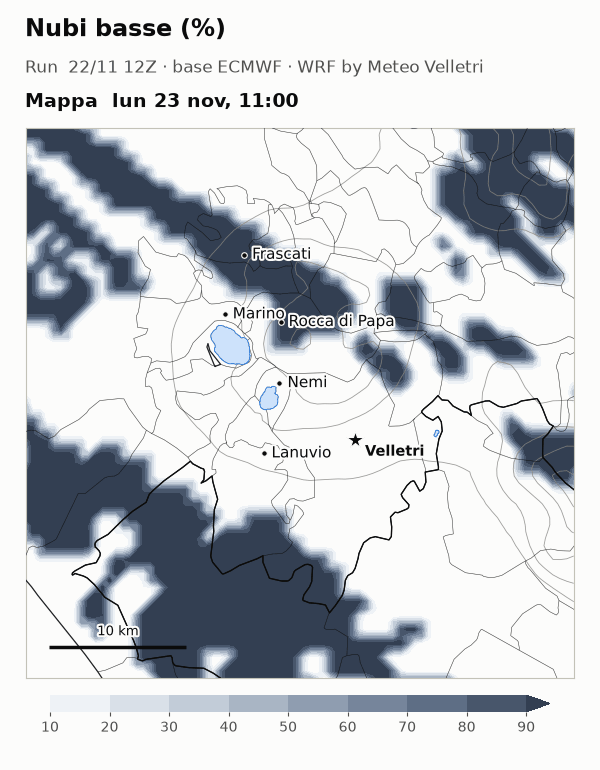 Nubi basse (%)
Run  22/11 12Z · base ECMWF · WRF by Meteo Velletri
Mappa  lun 23 nov, 11:00
Frascati
Marino
Rocca di Papa
Nemi
Velletri
Lanuvio
10 km
10 20 30 40 50 60 70 80 90